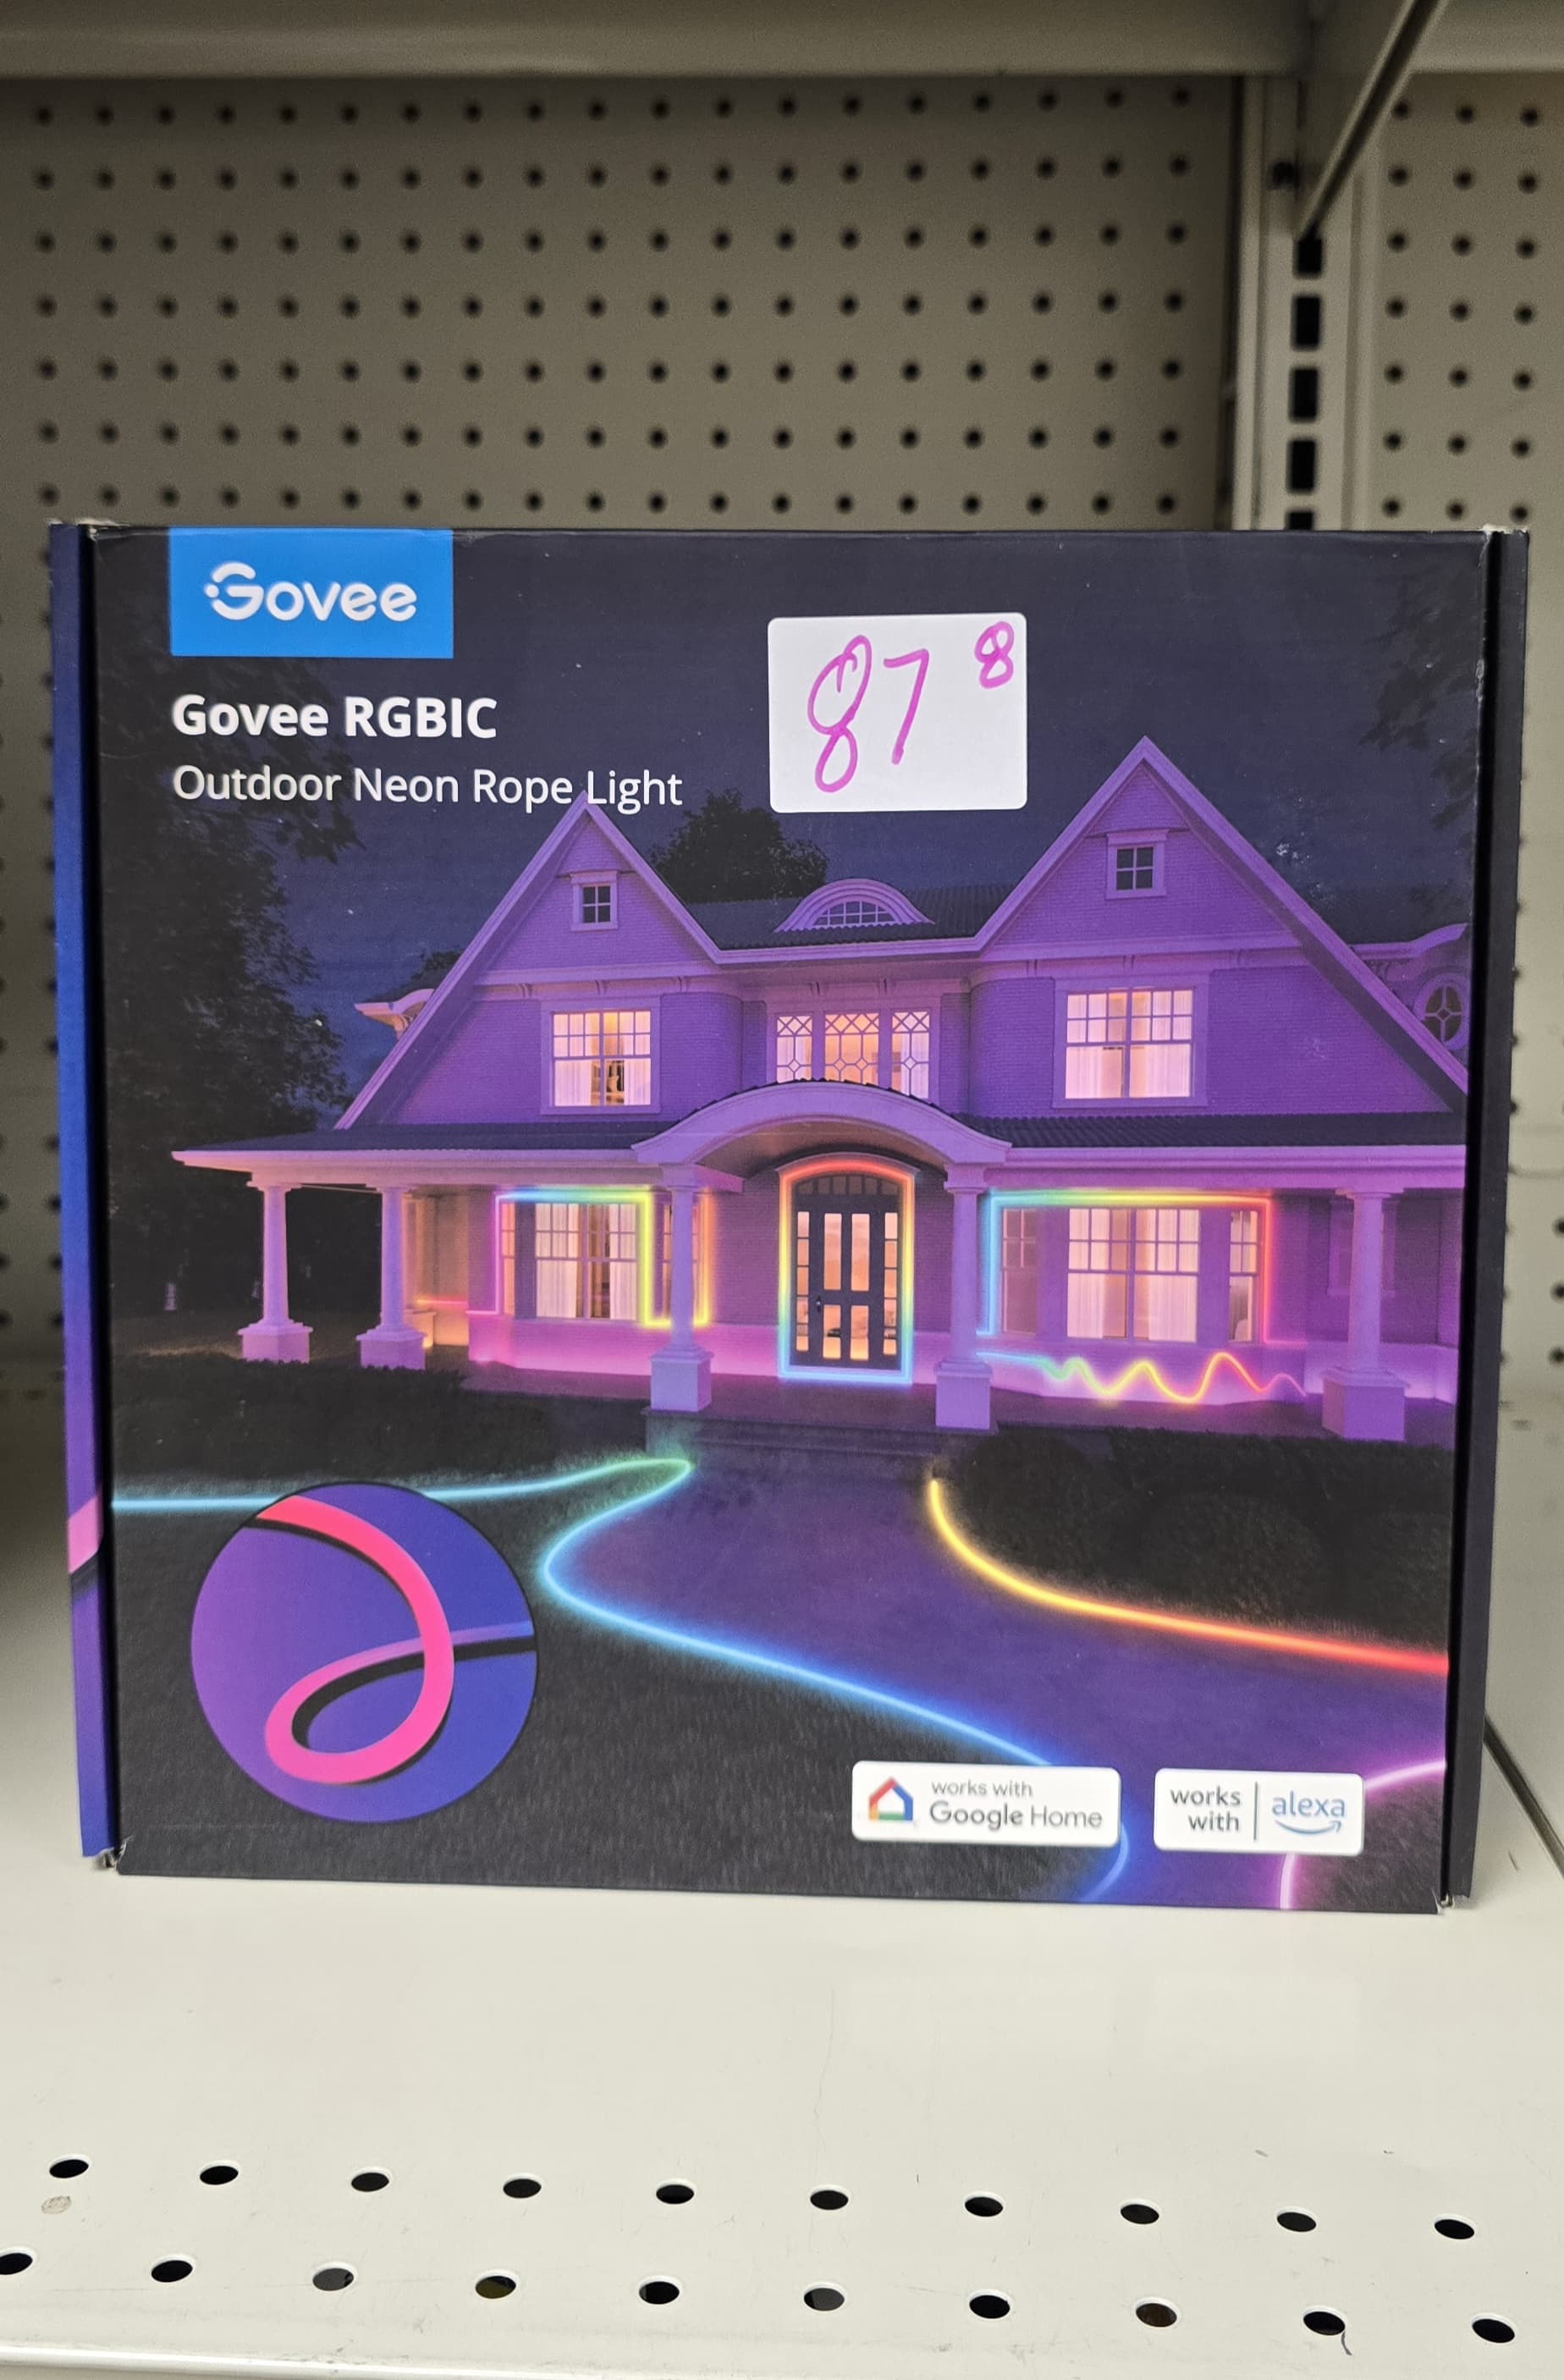 Govee
87 8
Govee RGBIC
Outdoor Neon Rope Light
works with
Google Home
works
with
alexa